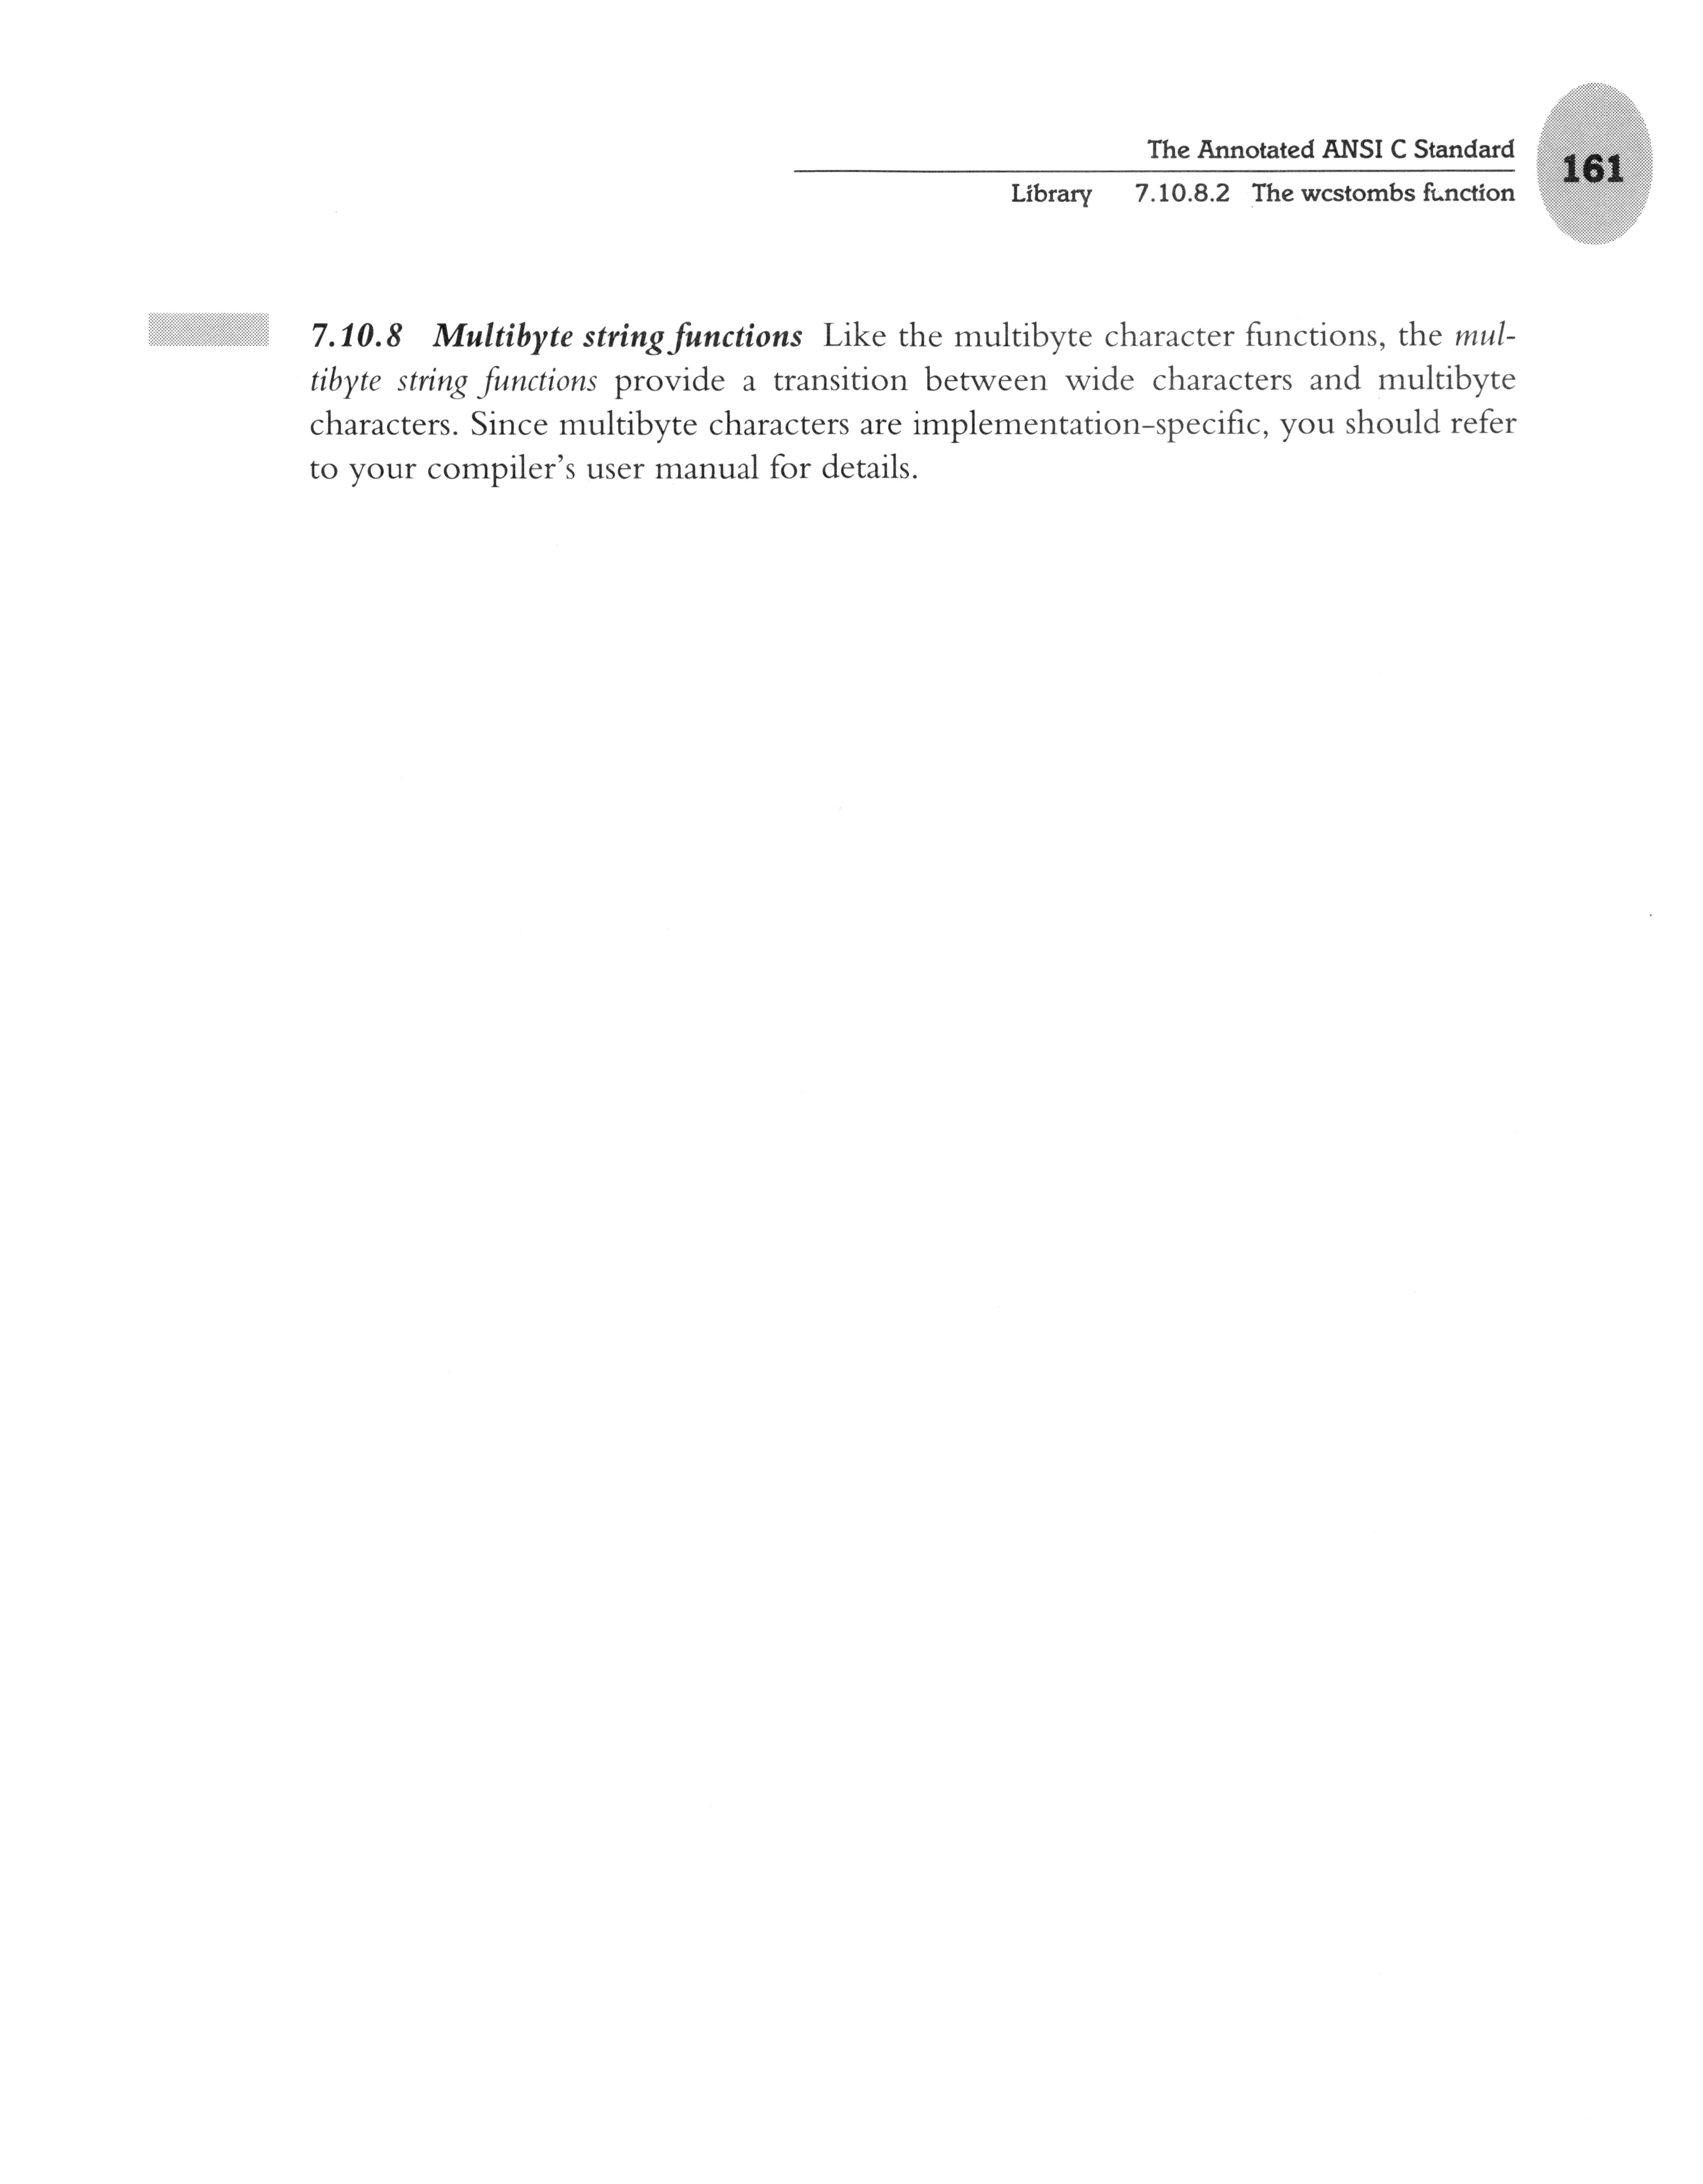 The Annotated ANSI C Standard
161
Library 7.10.8.2 The wcstombs function
7.10.8 Multibyte string functions Like the multibyte character functions, the mul-
tibyte string functions provide a transition between wide characters and multibyte
characters. Since multibyte characters are implementation-specific, you should refer
to your compiler's user manual for details.